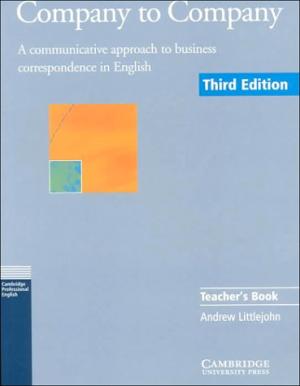 Company to Company
A communicative approach to business
correspondence in English
Third Edition
Cambridge
Professional
English
Teacher's Book
Andrew Littlejohn
CAMBRIDGE
UNIVERSITY PRESS